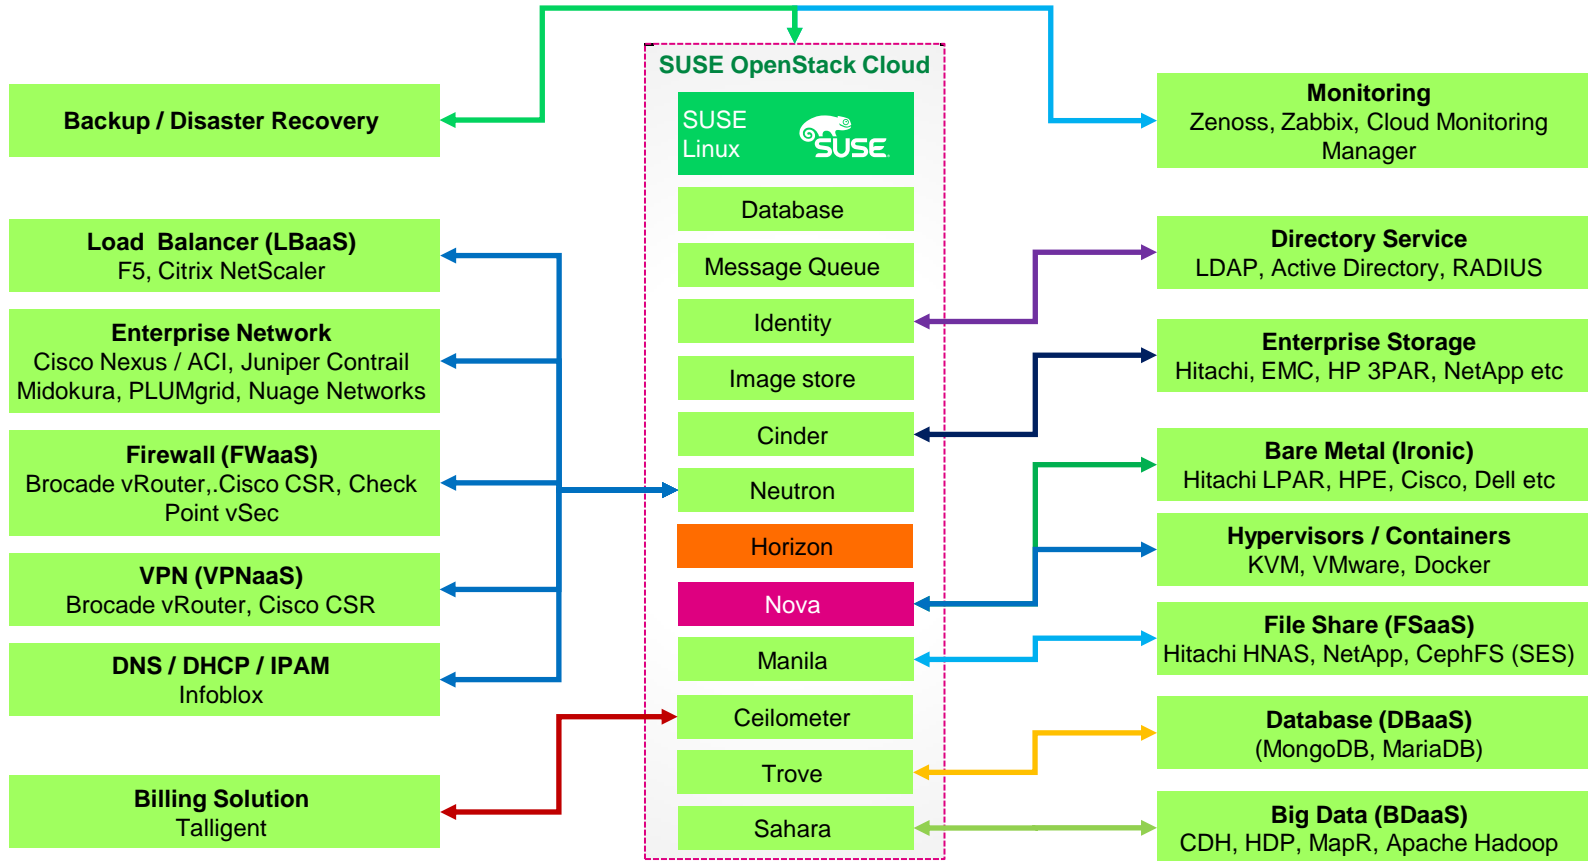 SUSE OpenStack Cloud
SUSE
Linux
SUSE
Database
Message Queue
Identity
Image store
Cinder
Neutron
Horizon
Nova
Manila
Ceilometer
Trove
Sahara
Backup / Disaster Recovery
Load  Balancer (LBaaS)
F5, Citrix NetScaler
Enterprise Network
Cisco Nexus / ACI, Juniper Contrail
Midokura, PLUMgrid, Nuage Networks
Firewall (FWaaS)
Brocade vRouter,.Cisco CSR, Check
Point vSec
VPN (VPNaaS)
Brocade vRouter, Cisco CSR
DNS / DHCP / IPAM
Infoblox
Billing Solution
Talligent
Monitoring
Zenoss, Zabbix, Cloud Monitoring
Manager
Directory Service
LDAP, Active Directory, RADIUS
Enterprise Storage
Hitachi, EMC, HP 3PAR, NetApp etc
Bare Metal (Ironic)
Hitachi LPAR, HPE, Cisco, Dell etc
Hypervisors / Containers
KVM, VMware, Docker
File Share (FSaaS)
Hitachi HNAS, NetApp, CephFS (SES)
Database (DBaaS)
(MongoDB, MariaDB)
Big Data (BDaaS)
CDH, HDP, MapR, Apache Hadoop